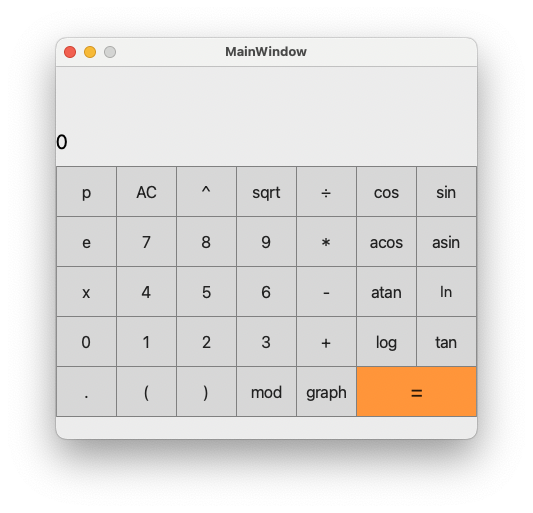 MainWindow
0
p AC ^ sqrt ÷ cos sin
e 7 8 9 * acos asin
x 4 5 6 - atan ln
0 1 2 3 + log tan
. ( ) mod graph =